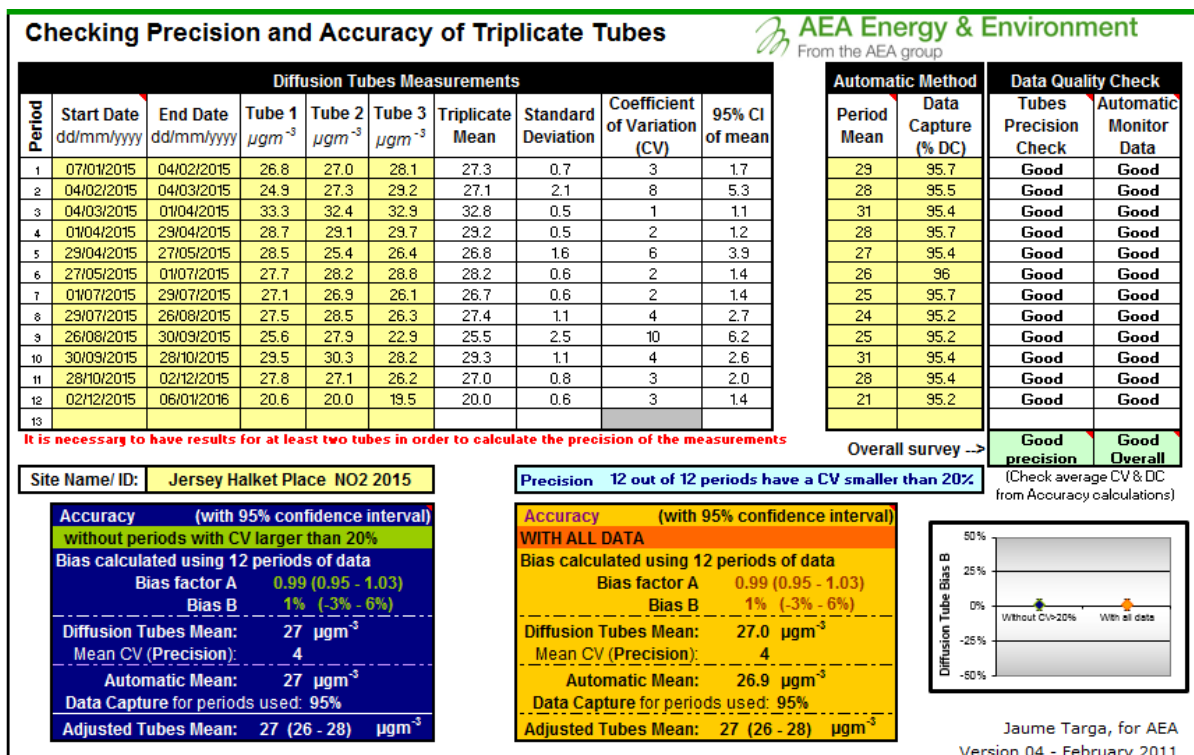 Checking Precision and Accuracy of Triplicate Tubes
AEA Energy & Environment
From the AEA group
Diffusion Tubes Measurements
Automatic Method
Data Quality Check
Period Start Date dd/mm/yyyy End Date dd/mm/yyyy Tube 1 µgm-3 Tube 2 µgm-3 Tube 3 µgm-3 Triplicate Mean Standard Deviation Coefficient of Variation (CV) 95% CI of mean Period Mean Data Capture (% DC) Tubes Precision Check Automatic Monitor Data
1 07/01/2015 04/02/2015 26.8 27.0 28.1 27.3 0.7 3 1.7 29 95.7 Good Good
2 04/02/2015 04/03/2015 24.9 27.3 29.2 27.1 2.1 8 5.3 28 95.5 Good Good
3 04/03/2015 01/04/2015 33.3 32.4 32.9 32.8 0.5 1 1.1 31 95.4 Good Good
4 01/04/2015 29/04/2015 28.7 29.1 29.7 29.2 0.5 2 1.2 28 95.7 Good Good
5 29/04/2015 27/05/2015 28.5 25.4 26.4 26.8 1.6 6 3.9 27 95.4 Good Good
6 27/05/2015 01/07/2015 27.7 28.2 28.8 28.2 0.6 2 1.4 26 96 Good Good
7 01/07/2015 29/07/2015 27.1 26.9 26.1 26.7 0.6 2 1.4 25 95.7 Good Good
8 29/07/2015 26/08/2015 27.5 28.5 26.3 27.4 1.1 4 2.7 24 95.2 Good Good
9 26/08/2015 30/09/2015 25.6 27.9 22.9 25.5 2.5 10 6.2 25 95.2 Good Good
10 30/09/2015 28/10/2015 29.5 30.3 28.2 29.3 1.1 4 2.6 31 95.4 Good Good
11 28/10/2015 02/12/2015 27.8 27.1 26.2 27.0 0.8 3 2.0 28 95.4 Good Good
12 02/12/2015 06/01/2016 20.6 20.0 19.5 20.0 0.6 3 1.4 21 95.2 Good Good
13
It is necessary to have results for at least two tubes in order to calculate the precision of the measurements
Overall survey --> Good precision Good Overall
Site Name/ ID: Jersey Halket Place NO2 2015
Precision 12 out of 12 periods have a CV smaller than 20%
(Check average CV & DC
from Accuracy calculations)
Accuracy (with 95% confidence interval)
without periods with CV larger than 20%
Bias calculated using 12 periods of data
Bias factor A 0.99 (0.95 - 1.03)
Bias B 1% (-3% - 6%)
Diffusion Tubes Mean: 27 µgm-3
Mean CV (Precision): 4
Automatic Mean: 27 µgm-3
Data Capture for periods used: 95%
Adjusted Tubes Mean: 27 (26 - 28) µgm-3
Accuracy (with 95% confidence interval)
WITH ALL DATA
Bias calculated using 12 periods of data
Bias factor A 0.99 (0.95 - 1.03)
Bias B 1% (-3% - 6%)
Diffusion Tubes Mean: 27.0 µgm-3
Mean CV (Precision): 4
Automatic Mean: 26.9 µgm-3
Data Capture for periods used: 95%
Adjusted Tubes Mean: 27 (26 - 28) µgm-3
Diffusion Tube Bias B
50%
25%
0%
-25%
-50%
Without CV>20% With all data
Jaume Targa, for AEA
Version 04 - February 2011